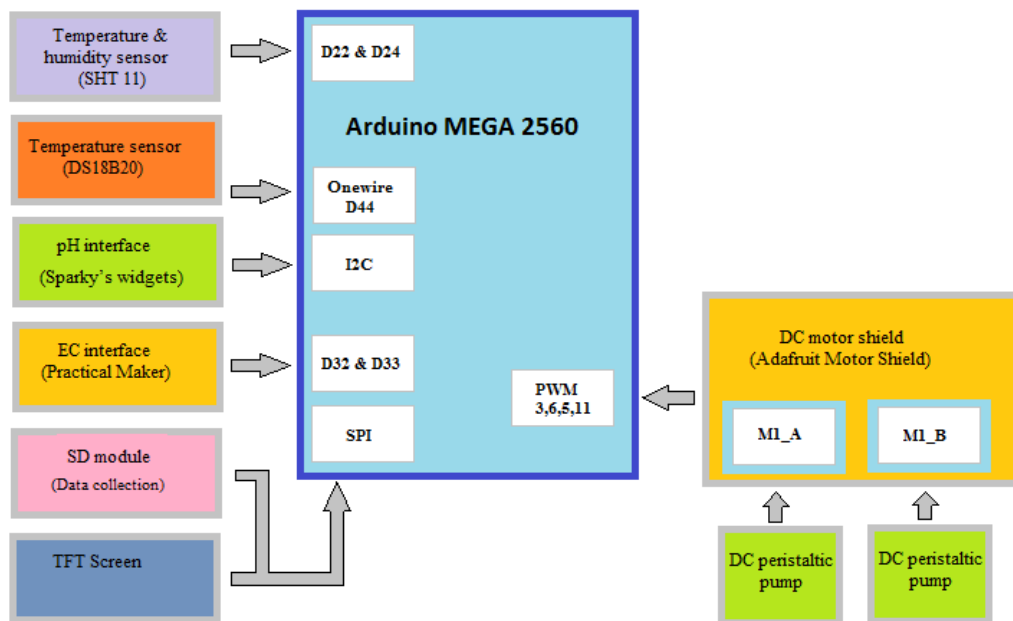 Temperature &
humidity sensor
(SHT 11)
Temperature sensor
(DS18B20)
pH interface
(Sparky's widgets)
EC interface
(Practical Maker)
SD module
(Data collection)
TFT Screen
D22 & D24
Arduino MEGA 2560
Onewire
D44
I2C
D32 & D33
SPI
PWM
3,6,5,11
DC motor shield
(Adafruit Motor Shield)
M1_A
M1_B
DC peristaltic
pump
DC peristaltic
pump